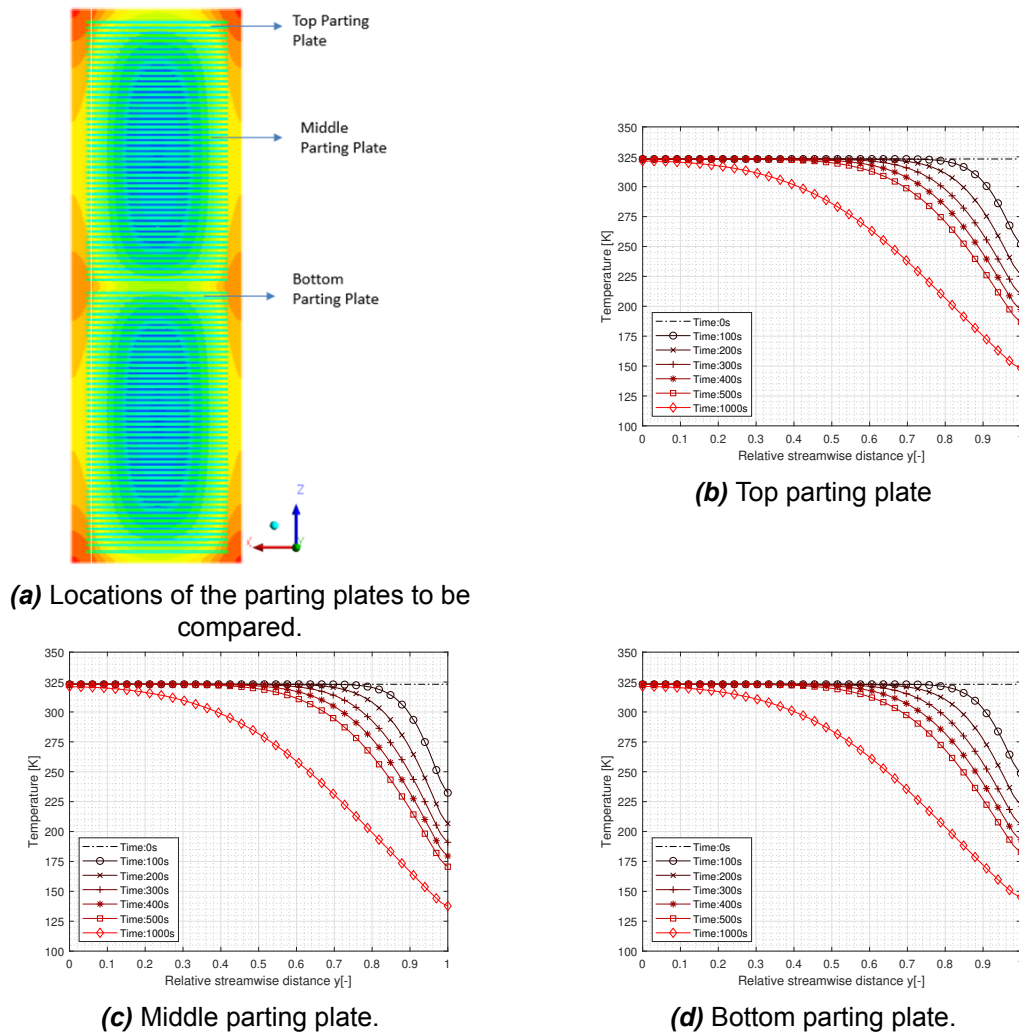 Top Parting
Plate
Middle
Parting Plate
Bottom
Parting Plate
Z
X
Y
(a) Locations of the parting plates to be
compared.
350
325
300
275
250
225
200
175
150
125
100
Temperature [K]
Time:0s
Time:100s
Time:200s
Time:300s
Time:400s
Time:500s
Time:1000s
0 0.1 0.2 0.3 0.4 0.5 0.6 0.7 0.8 0.9 1
Relative streamwise distance y[-]
(b) Top parting plate
350
325
300
275
250
225
200
175
150
125
100
Temperature [K]
Time:0s
Time:100s
Time:200s
Time:300s
Time:400s
Time:500s
Time:1000s
0 0.1 0.2 0.3 0.4 0.5 0.6 0.7 0.8 0.9 1
Relative streamwise distance y[-]
(c) Middle parting plate.
350
325
300
275
250
225
200
175
150
125
100
Temperature [K]
Time:0s
Time:100s
Time:200s
Time:300s
Time:400s
Time:500s
Time:1000s
0 0.1 0.2 0.3 0.4 0.5 0.6 0.7 0.8 0.9 1
Relative streamwise distance y[-]
(d) Bottom parting plate.